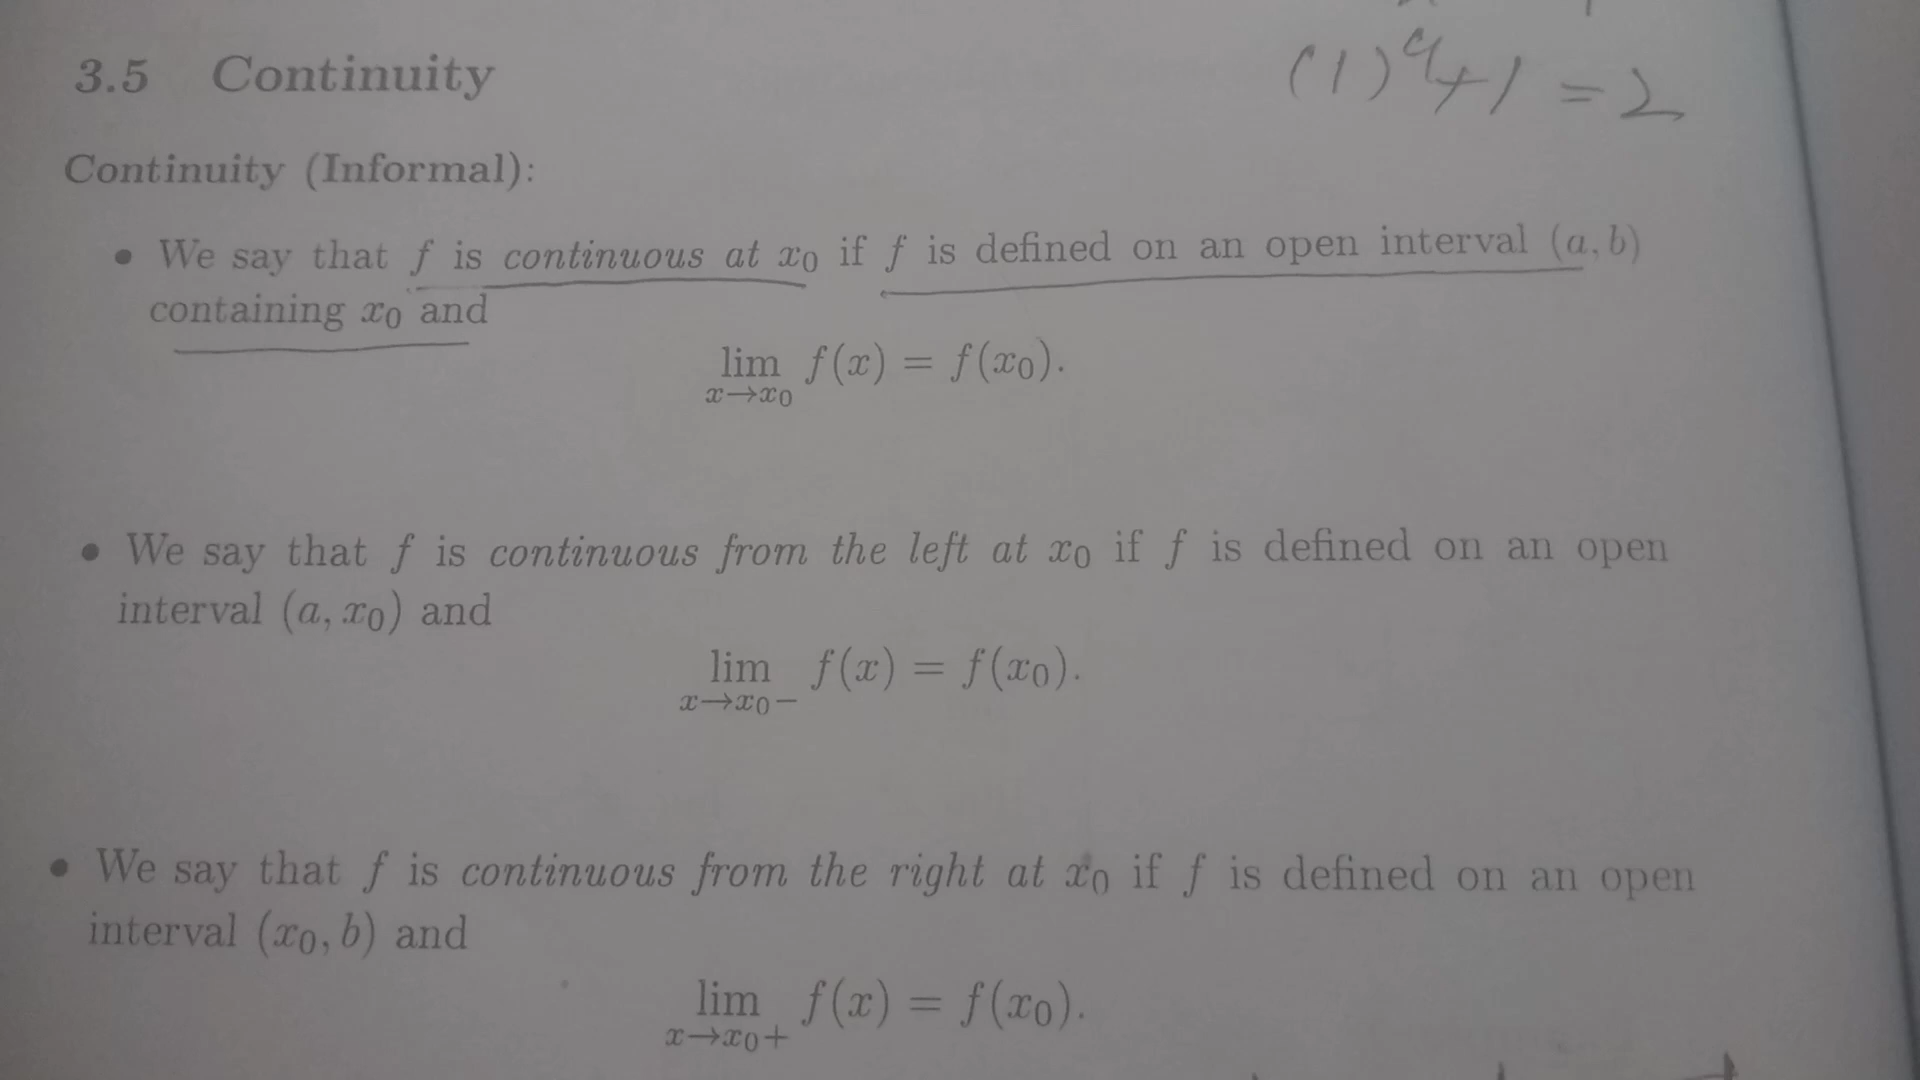 (1)⁴+1 = 2
3.5 Continuity
Continuity (Informal):
• We say that f is continuous at x₀ if f is defined on an open interval (a, b)
containing x₀ and
lim f(x) = f(x₀).
x→x₀
• We say that f is continuous from the left at x₀ if f is defined on an open
interval (a, x₀) and
lim f(x) = f(x₀).
x→x₀−
• We say that f is continuous from the right at x₀ if f is defined on an open
interval (x₀, b) and
lim f(x) = f(x₀).
x→x₀+